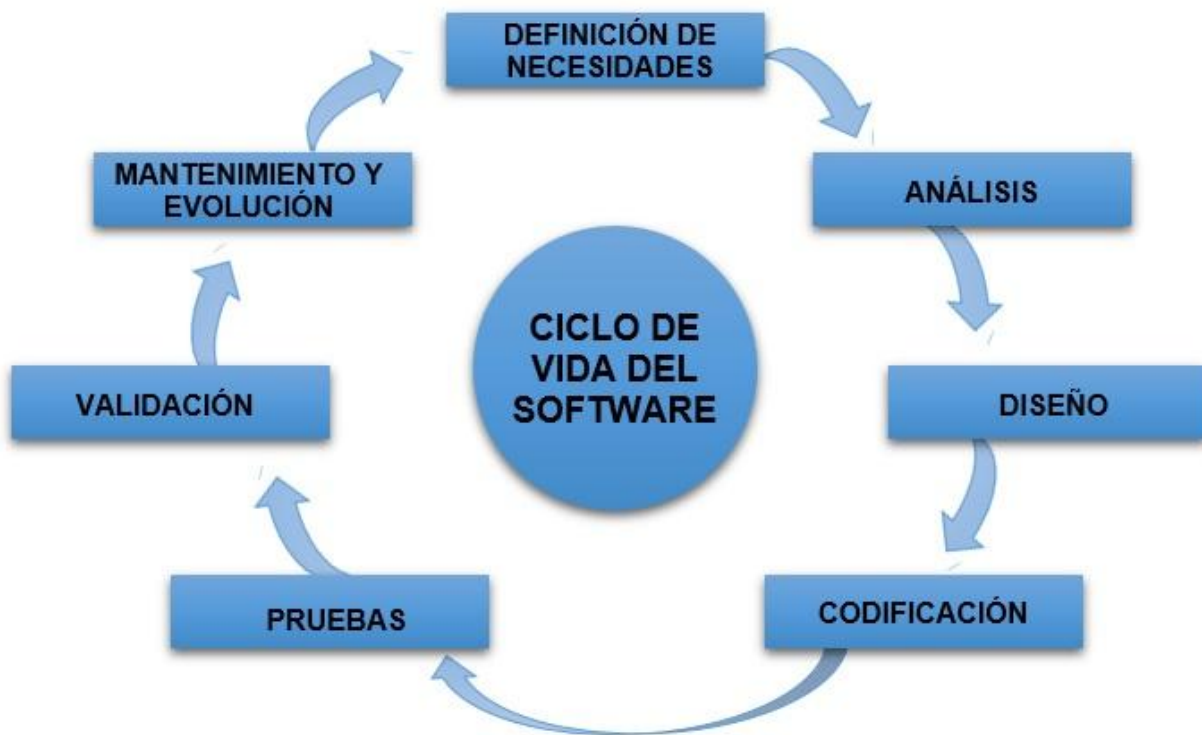 DEFINICIÓN DE
NECESIDADES
ANÁLISIS
DISEÑO
CODIFICACIÓN
PRUEBAS
VALIDACIÓN
MANTENIMIENTO Y
EVOLUCIÓN
CICLO DE
VIDA DEL
SOFTWARE